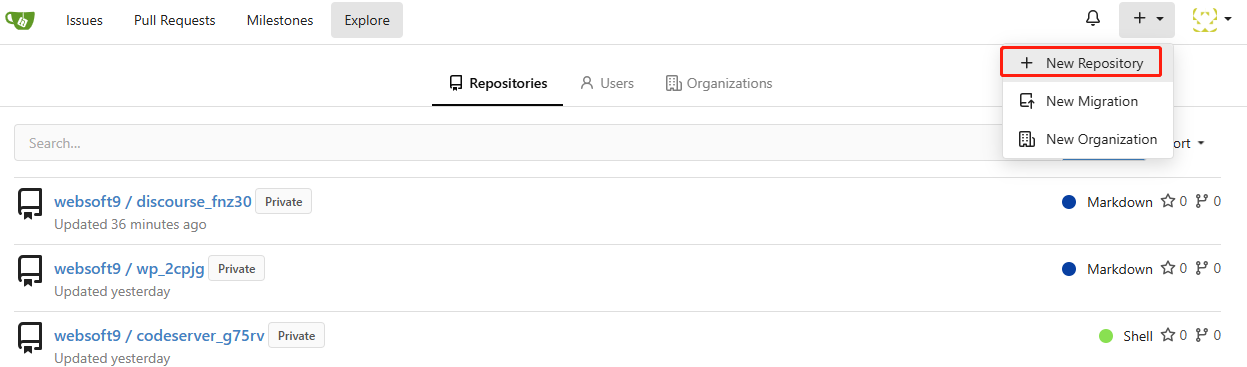 Issues Pull Requests Milestones Explore
New Repository
Repositories Users Organizations
New Migration
New Organization
Search...
ort
websoft9 / discourse_fnz30 Private Markdown 0 0
Updated 36 minutes ago
websoft9 / wp_2cpjg Private Markdown 0 0
Updated yesterday
websoft9 / codeserver_g75rv Private Shell 0 0
Updated yesterday